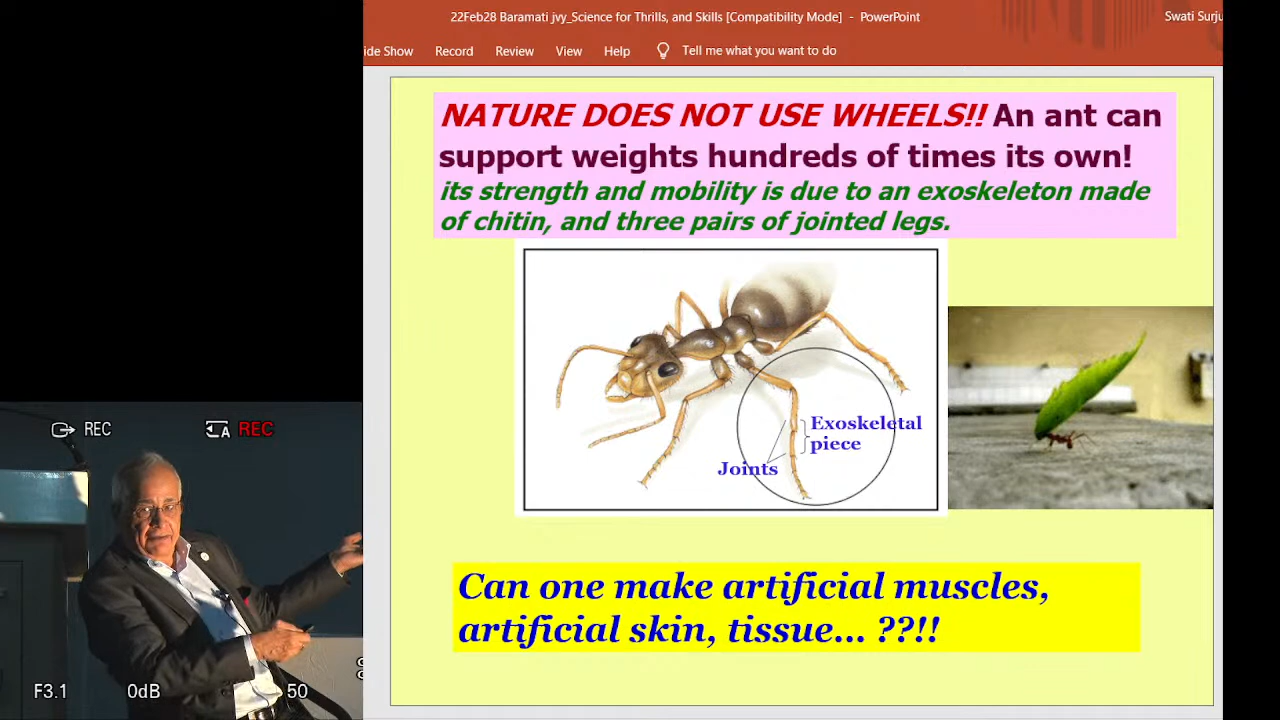 22Feb28 Baramati jvy_Science for Thrills, and Skills [Compatibility Mode] - PowerPoint
Swati Surju
ide Show Record Review View Help Tell me what you want to do
NATURE DOES NOT USE WHEELS!! An ant can
support weights hundreds of times its own!
its strength and mobility is due to an exoskeleton made
of chitin, and three pairs of jointed legs.
Exoskeletal
piece
Joints
REC A REC
Can one make artificial muscles,
artificial skin, tissue... ??!!
F3.1 0dB 50